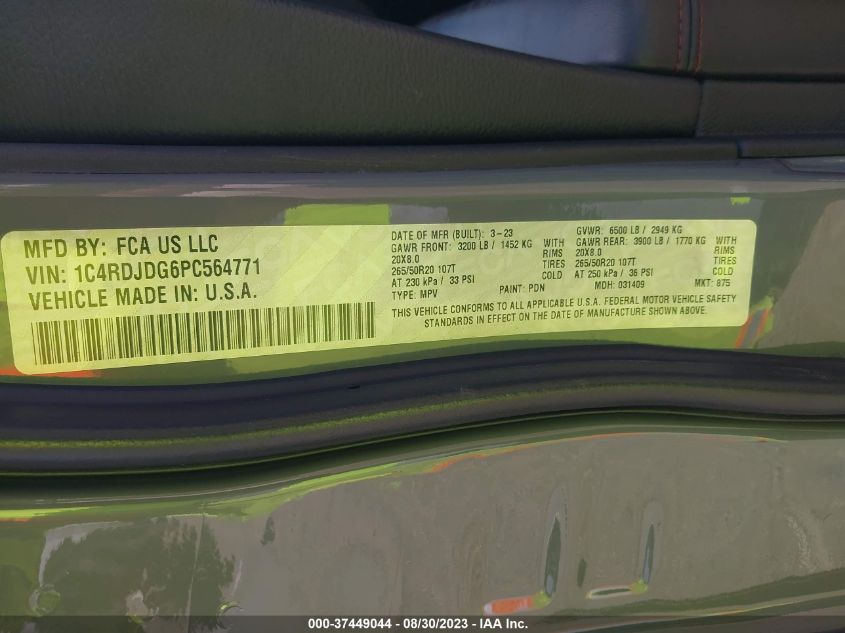 MFD BY: FCA US LLC
VIN: 1C4RDJDG6PC564771
VEHICLE MADE IN: U.S.A.
DATE OF MFR (BUILT): 3-23
GAWR FRONT: 3200 LB / 1452 KG WITH
20X8.0 RIMS
265/50R20 107T TIRES
AT 230 kPa / 33 PSI COLD
TYPE: MPV PAINT: PDN
GVWR: 6500 LB / 2949 KG
GAWR REAR: 3900 LB / 1770 KG WITH
20X8.0 RIMS
265/50R20 107T TIRES
AT 250 kPa / 36 PSI COLD
MDH: 031409 MKT: 875
THIS VEHICLE CONFORMS TO ALL APPLICABLE U.S.A. FEDERAL MOTOR VEHICLE SAFETY
STANDARDS IN EFFECT ON THE DATE OF MANUFACTURE SHOWN ABOVE.
000-37449044 / 08/30/2023 - IAA Inc.